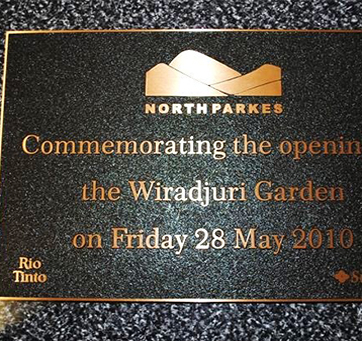 NORTHPARKES
Commemorating the openin
the Wiradjuri Garden
on Friday 28 May 2010
Rio
Tinto